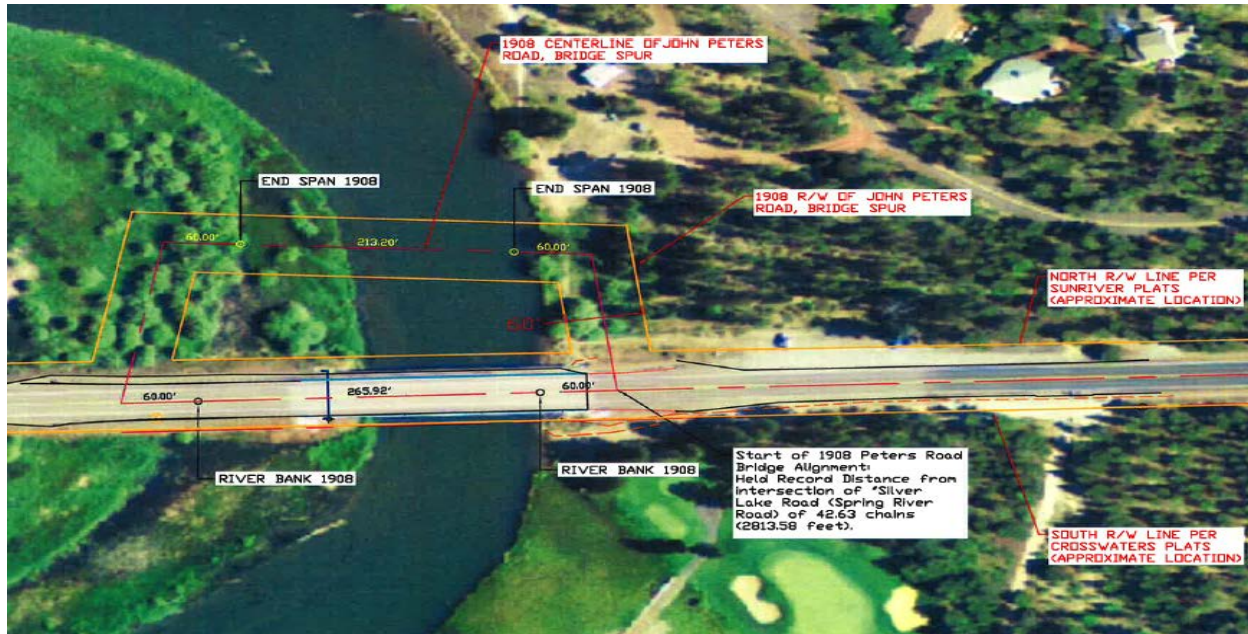 1908 CENTERLINE OF JOHN PETERS
ROAD, BRIDGE SPUR
END SPAN 1908
END SPAN 1908
1908 R/W OF JOHN PETERS
ROAD, BRIDGE SPUR
60.00'
213.20'
60.00'
NORTH R/W LINE PER
SUNRIVER PLATS
(APPROXIMATE LOCATION)
60.00'
265.92'
60.00'
RIVER BANK 1908
RIVER BANK 1908
Start of 1908 Peters Road
Bridge Alignment:
Held Record Distance from
intersection of "Silver
Lake Road (Spring River
Road) of 42.63 chains
(2813.58 feet).
SOUTH R/W LINE PER
CROSSWATERS PLATS
(APPROXIMATE LOCATION)